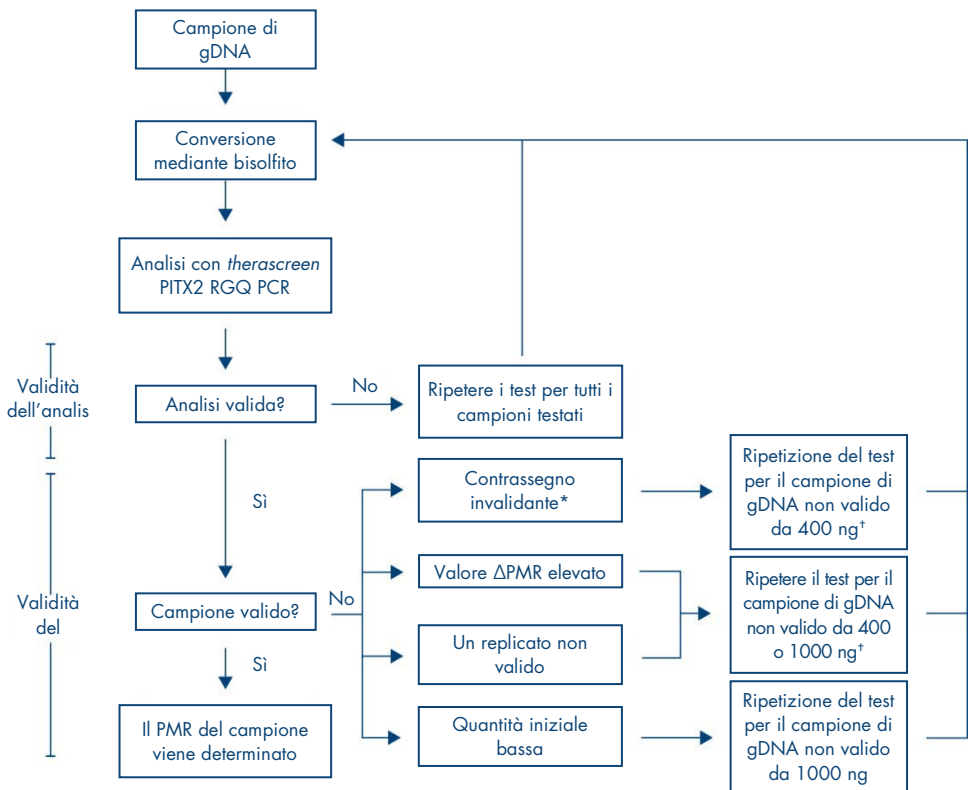 Campione di
gDNA
Conversione
mediante bisolfito
Analisi con therascreen
PITX2 RGQ PCR
Validità
dell'analis
Analisi valida?
No
Ripetere i test per tutti i
campioni testati
Sì
Contrassegno
invalidante*
Ripetizione del test
per il campione di
gDNA non valido
da 400 ng†
Validità
del
Campione valido?
No
Valore ΔPMR elevato
Un replicato non
valido
Ripetere il test per il
campione di gDNA
non valido da 400
o 1000 ng†
Sì
Il PMR del campione
viene determinato
Quantità iniziale
bassa
Ripetizione del test
per il campione di
gDNA non valido
da 1000 ng